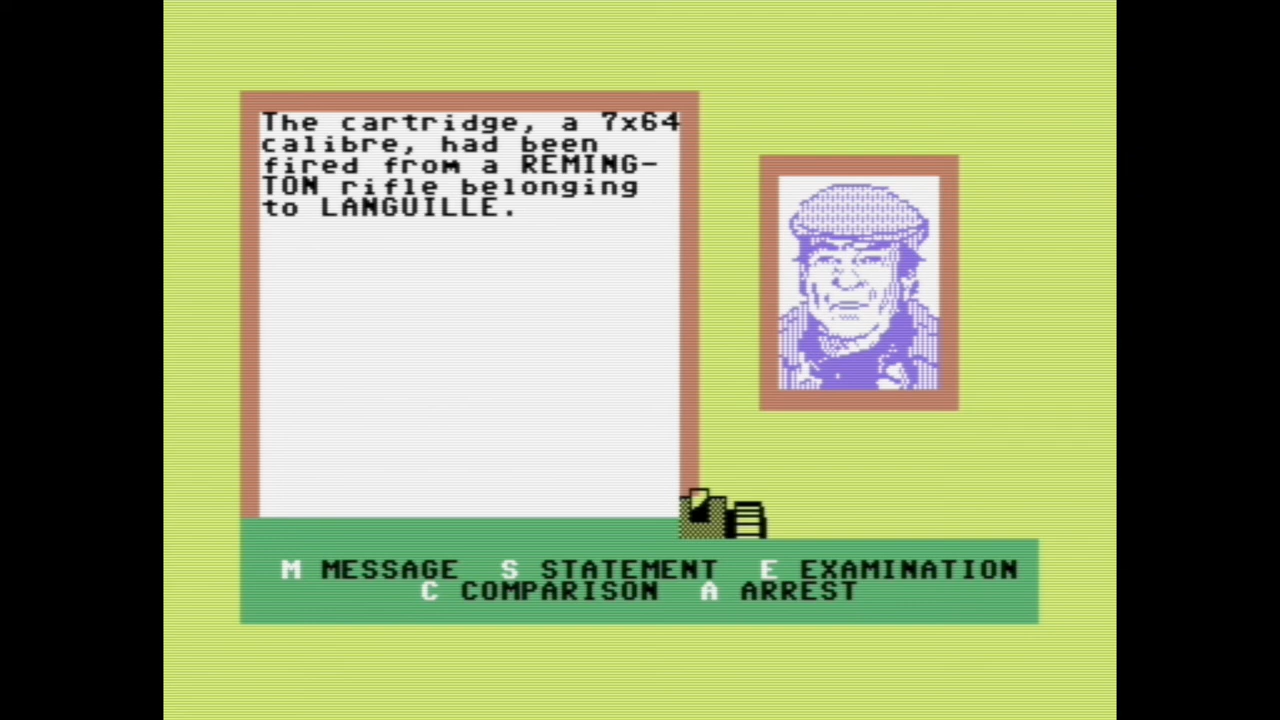 The cartridge, a 7x64
calibre, had been
fired from a REMING-
TON rifle belonging
to LANGUILLE.
M MESSAGE S STATEMENT E EXAMINATION
C COMPARISON A ARREST